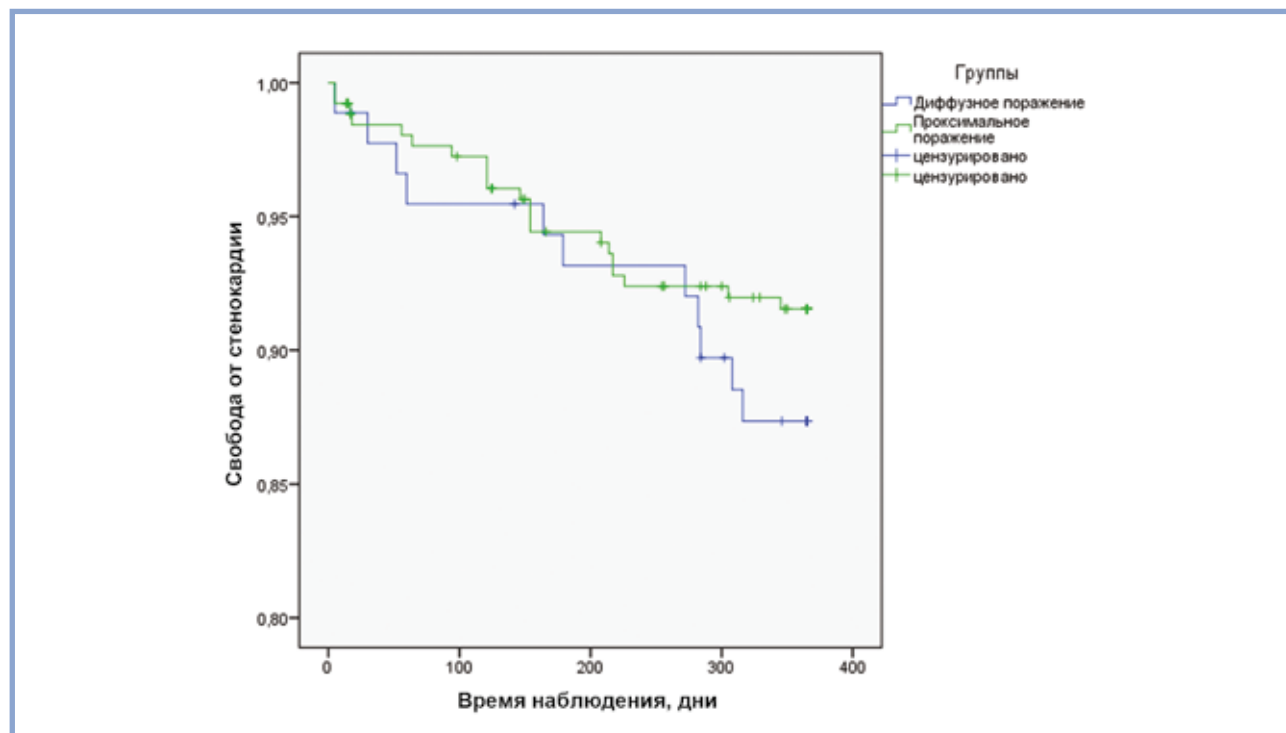 Группы
Диффузное поражение
Проксимальное
поражение
цензурировано
цензурировано
1,00
0,95
0,90
0,85
0,80
Свобода от стенокардии
0 100 200 300 400
Время наблюдения, дни